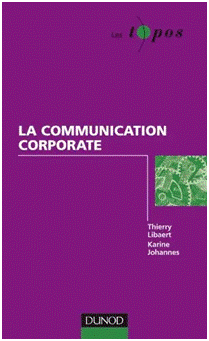 Les topos
LA COMMUNICATION
CORPORATE
Thierry
Libaert
Karine
Johannes
DUNOD